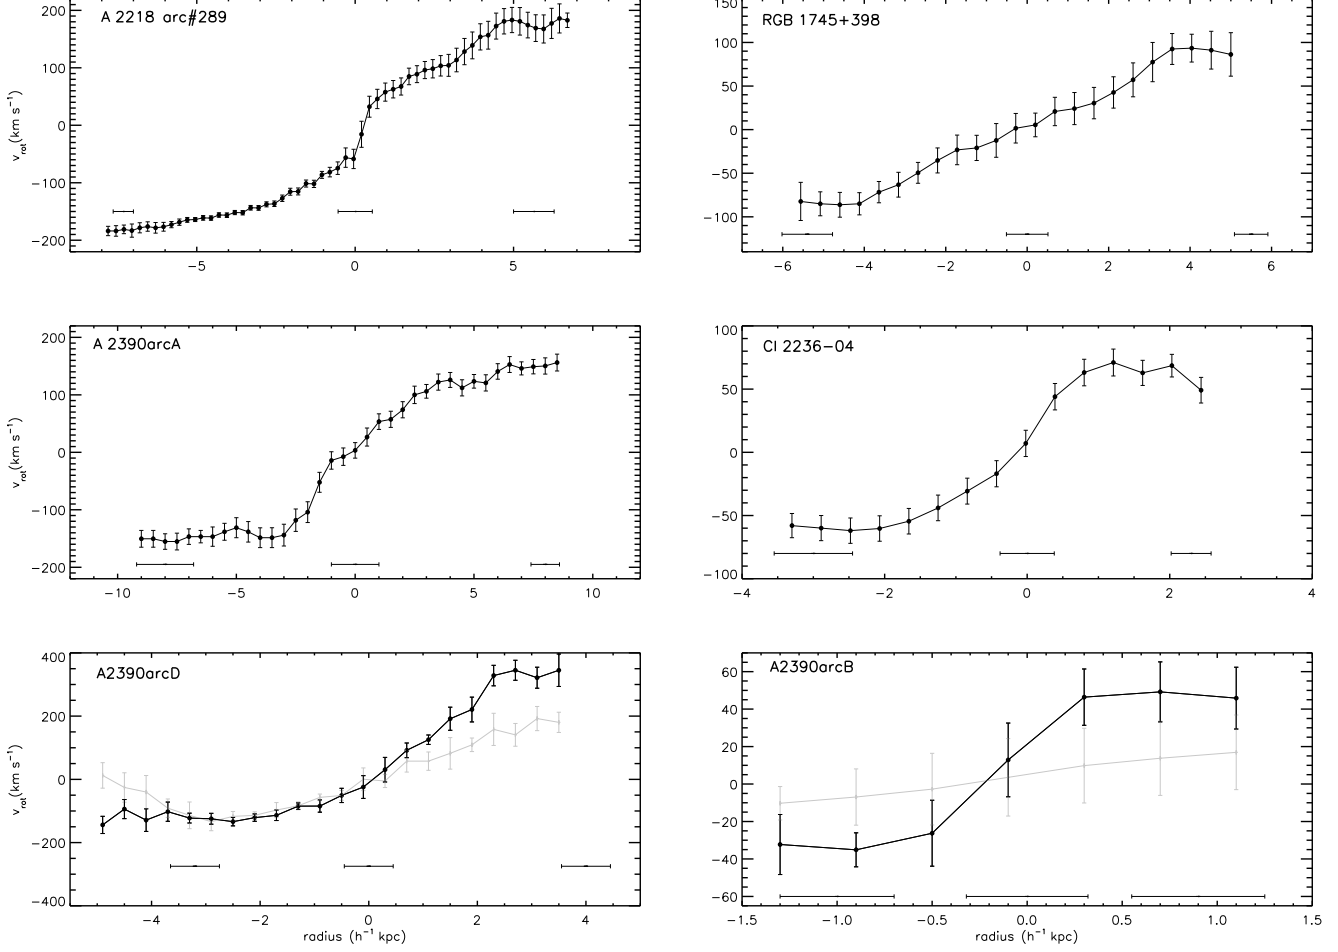 A 2218 arc#289
RGB 1745+398
200
100
0
−100
−200
v_rot(km s⁻¹)
−5 0 5
150
100
50
0
−50
−100
−6 −4 −2 0 2 4 6
A 2390arcA
Cl 2236−04
200
100
0
−100
−200
v_rot(km s⁻¹)
−10 −5 0 5 10
100
50
0
−50
−100
−4 −2 0 2 4
A2390arcD
A2390arcB
400
200
0
−200
−400
v_rot(km s⁻¹)
−4 −2 0 2 4
radius (h⁻¹ kpc)
60
40
20
0
−20
−40
−60
−1.5 −1.0 −0.5 0.0 0.5 1.0 1.5
radius (h⁻¹ kpc)